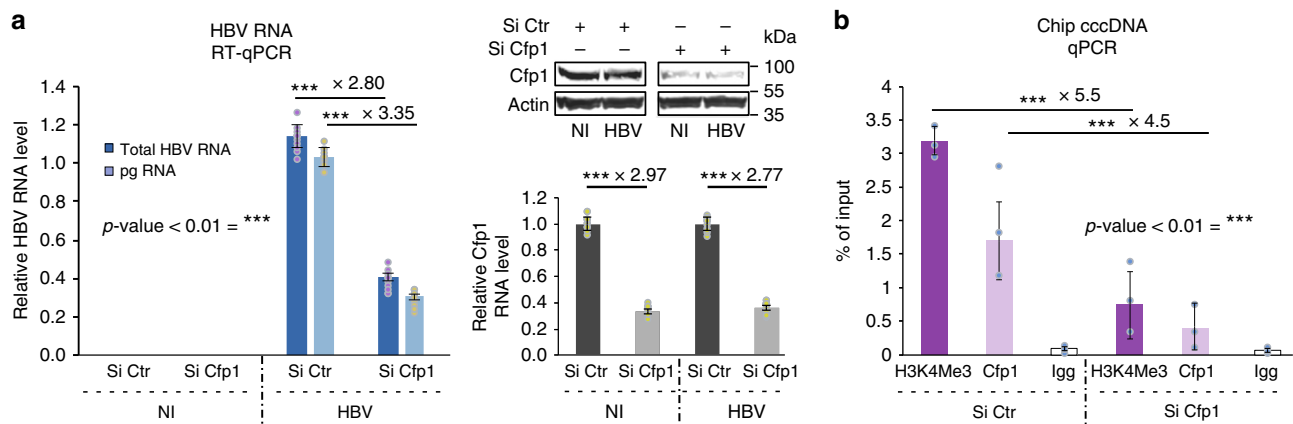 a
HBV RNA
RT-qPCR
Relative HBV RNA level
1.4
1.2
1.0
0.8
0.6
0.4
0.2
0.0
*** × 2.80
*** × 3.35
Total HBV RNA
pg RNA
p-value < 0.01 = ***
Si Ctr Si Cfp1 Si Ctr Si Cfp1
NI HBV
Si Ctr + + – –
Si Cfp1 – – + +
kDa
Cfp1
Actin
100
55
35
NI HBV NI HBV
*** × 2.97 *** × 2.77
Relative Cfp1
RNA level
1.2
1.0
0.8
0.6
0.4
0.2
0.0
Si Ctr Si Cfp1 Si Ctr Si Cfp1
NI HBV
b
Chip cccDNA
qPCR
% of input
4
3.5
3
2.5
2
1.5
1
0.5
0
*** × 5.5
*** × 4.5
p-value < 0.01 = ***
H3K4Me3 Cfp1 Igg H3K4Me3 Cfp1 Igg
Si Ctr Si Cfp1